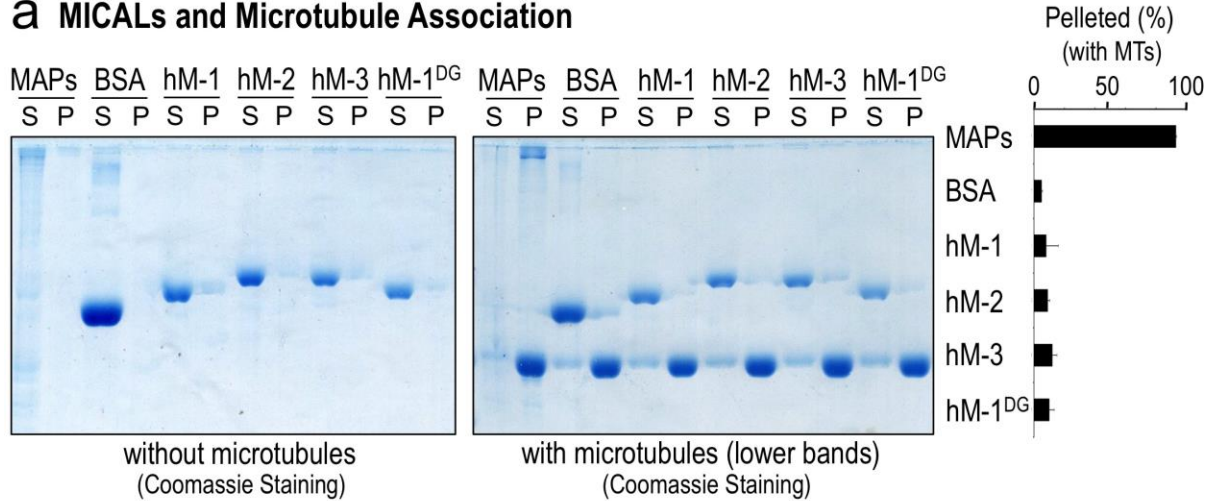 a MICALs and Microtubule Association
MAPs BSA hM-1 hM-2 hM-3 hM-1ᴰᴳ
S P S P S P S P S P S P
without microtubules
(Coomassie Staining)
MAPs BSA hM-1 hM-2 hM-3 hM-1ᴰᴳ
S P S P S P S P S P S P
with microtubules (lower bands)
(Coomassie Staining)
Pelleted (%)
(with MTs)
0 50 100
MAPs
BSA
hM-1
hM-2
hM-3
hM-1ᴰᴳ